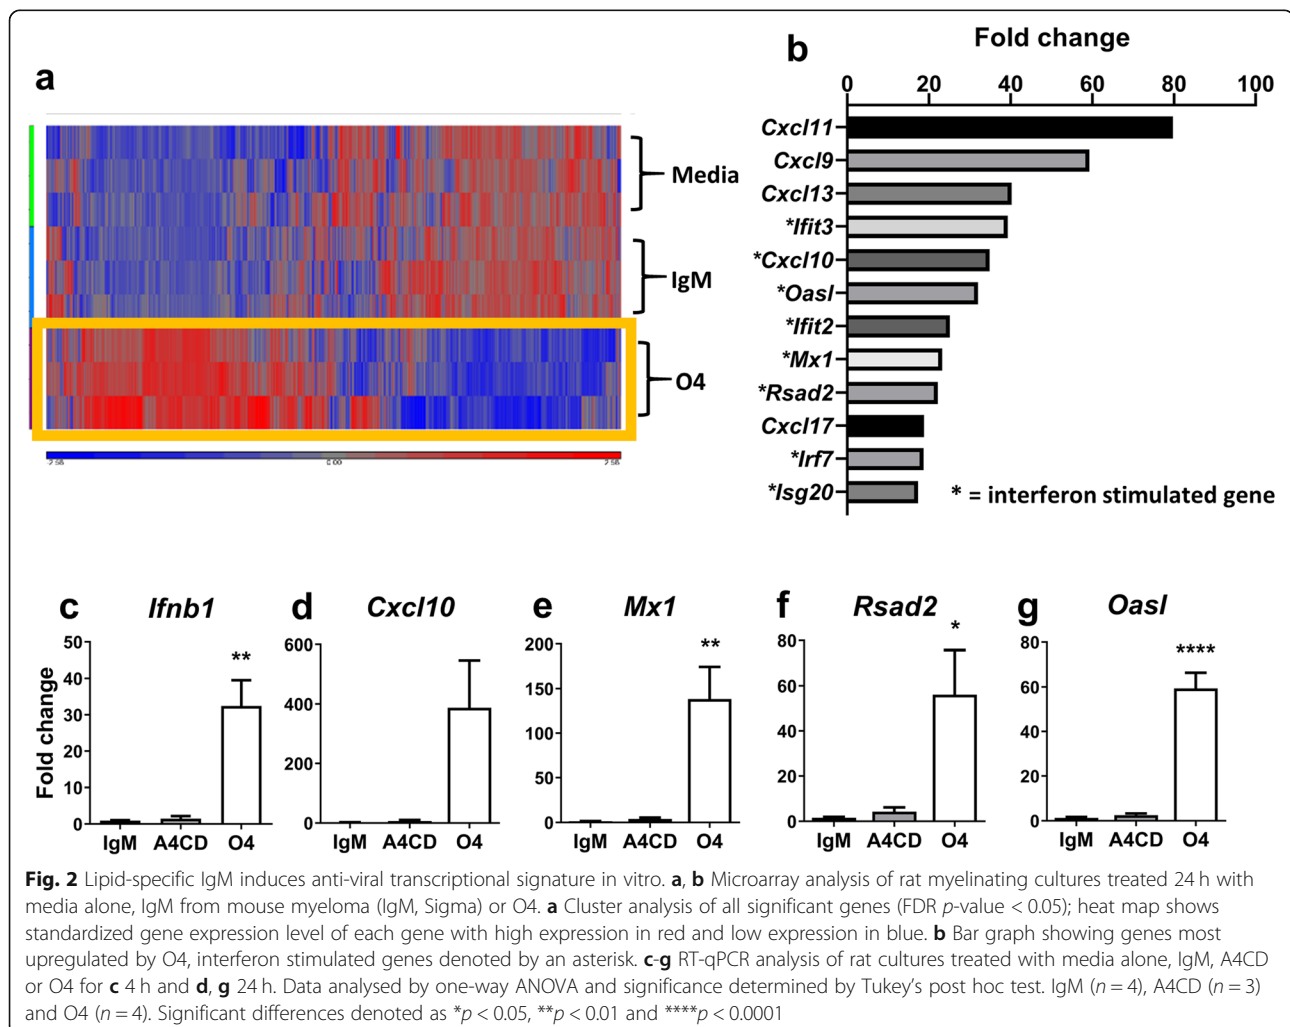 a
Media
IgM
O4
-2.58 0.00 2.58
b
Fold change
0 20 40 60 80 100
Cxcl11
Cxcl9
Cxcl13
*Ifit3
*Cxcl10
*Oasl
*Ifit2
*Mx1
*Rsad2
Cxcl17
*Irf7
*Isg20
* = interferon stimulated gene
c Ifnb1
Fold change
50
40
30
20
10
0
**
IgM A4CD O4
d Cxcl10
600
400
200
0
IgM A4CD O4
e Mx1
200
150
100
50
0
**
IgM A4CD O4
f Rsad2
80
60
40
20
0
*
IgM A4CD O4
g Oasl
80
60
40
20
0
****
IgM A4CD O4
Fig. 2 Lipid-specific IgM induces anti-viral transcriptional signature in vitro. a, b Microarray analysis of rat myelinating cultures treated 24 h with
media alone, IgM from mouse myeloma (IgM, Sigma) or O4. a Cluster analysis of all significant genes (FDR p-value < 0.05); heat map shows
standardized gene expression level of each gene with high expression in red and low expression in blue. b Bar graph showing genes most
upregulated by O4, interferon stimulated genes denoted by an asterisk. c-g RT-qPCR analysis of rat cultures treated with media alone, IgM, A4CD
or O4 for c 4 h and d, g 24 h. Data analysed by one-way ANOVA and significance determined by Tukey's post hoc test. IgM (n = 4), A4CD (n = 3)
and O4 (n = 4). Significant differences denoted as *p < 0.05, **p < 0.01 and ****p < 0.0001